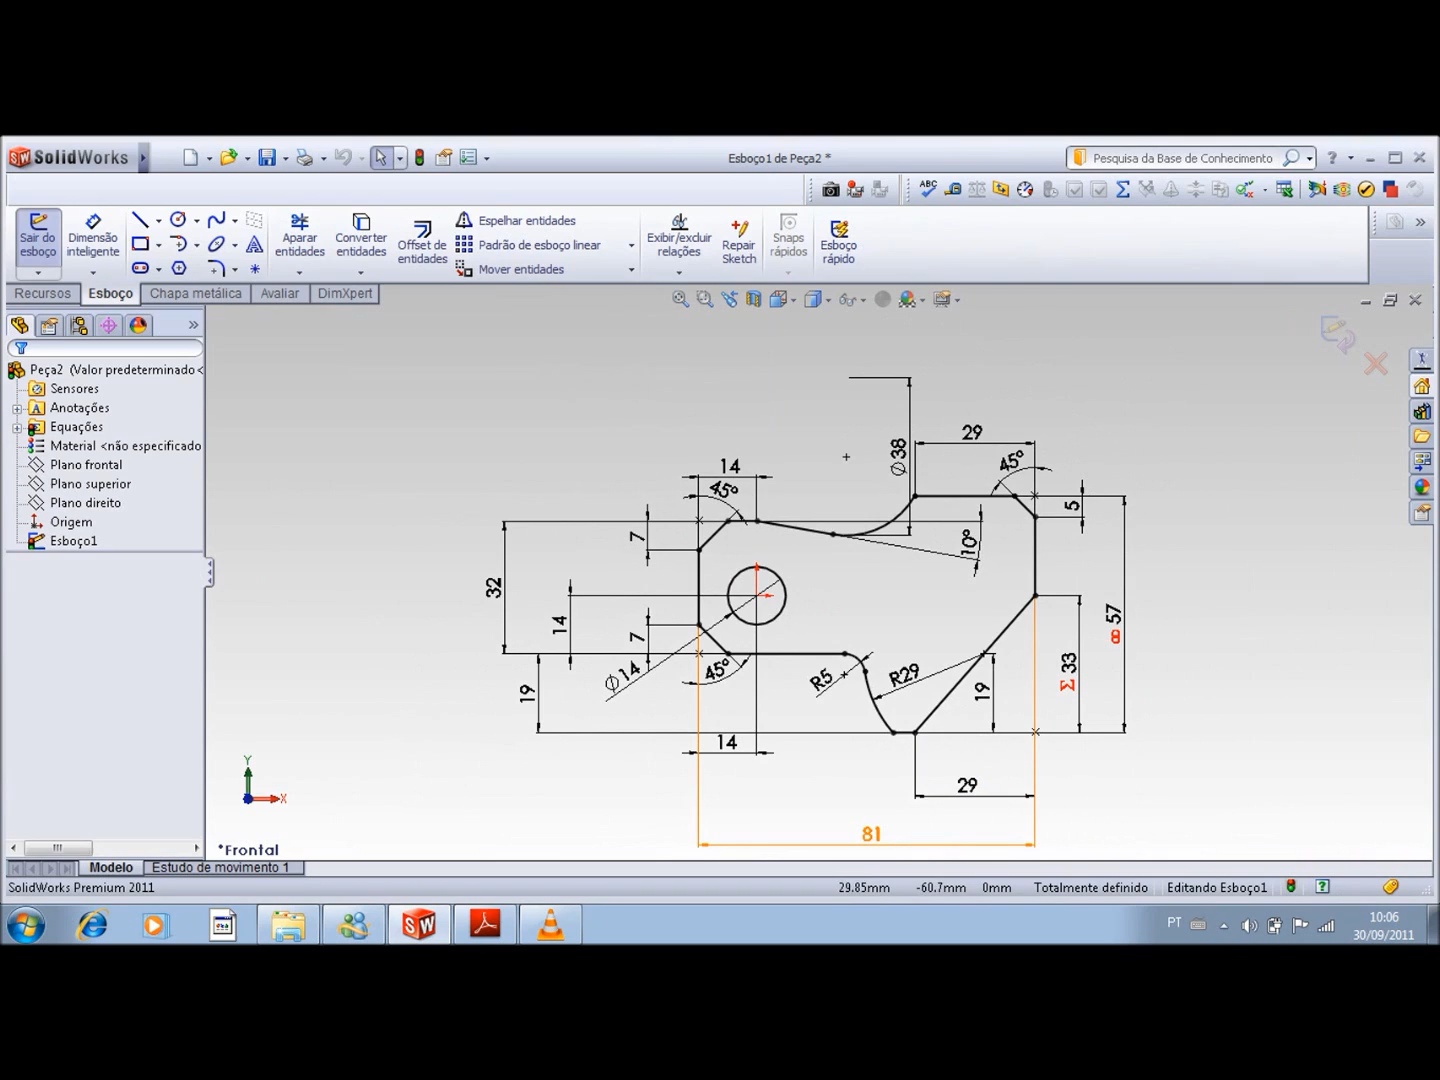 SolidWorks
Esboço1 de Peça2 *
Pesquisa da Base de Conhecimento
?
ABC
Sair do esboço
Dimensão inteligente
Aparar entidades
Converter entidades
Offset de entidades
Espelhar entidades
Padrão de esboço linear
Mover entidades
Exibir/excluir relações
Repair Sketch
Snaps rápidos
Esboço rápido
Recursos
Esboço
Chapa metálica
Avaliar
DimXpert
Peça2 (Valor predeterminado<
Sensores
Anotações
Equações
Material <não especificado
Plano frontal
Plano superior
Plano direito
Origem
Esboço1
29
45°
Ø38
14
45°
5
7
10°
32
14
7
57
Σ 33
Ø14
45°
R5
R29
19
19
14
29
81
Y
X
*Frontal
Modelo
Estudo de movimento 1
SolidWorks Premium 2011
29.85mm
-60.7mm
0mm
Totalmente definido
Editando Esboço1
PT
10:06
30/09/2011